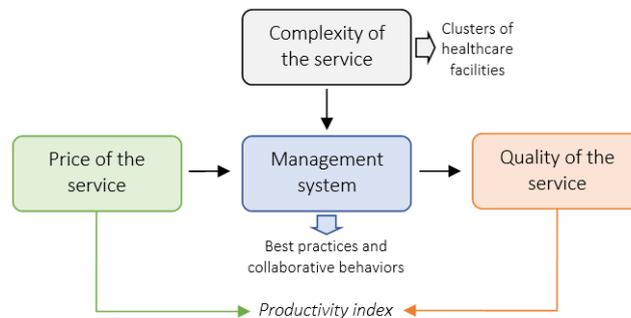 Complexity of
the service
Clusters of
healthcare
facilities
Price of the
service
Management
system
Quality of the
service
Best practices and
collaborative behaviors
Productivity index